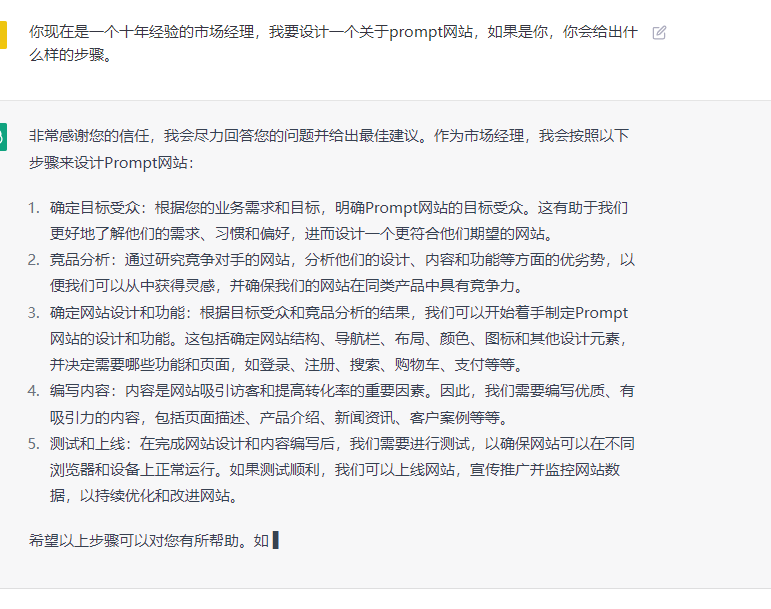 你现在是一个十年经验的市场经理，我要设计一个关于prompt网站，如果是你，你会给出什
么样的步骤。
非常感谢您的信任，我会尽力回答您的问题并给出最佳建议。作为市场经理，我会按照以下
步骤来设计Prompt网站：
1. 确定目标受众：根据您的业务需求和目标，明确Prompt网站的目标受众。这有助于我们
更好地了解他们的需求、习惯和偏好，进而设计一个更符合他们期望的网站。
2. 竞品分析：通过研究竞争对手的网站，分析他们的设计、内容和功能等方面的优劣势，以
便我们可以从中获得灵感，并确保我们的网站在同类产品中具有竞争力。
3. 确定网站设计和功能：根据目标受众和竞品分析的结果，我们可以开始着手制定Prompt
网站的设计和功能。这包括确定网站结构、导航栏、布局、颜色、图标和其他设计元素，
并决定需要哪些功能和页面，如登录、注册、搜索、购物车、支付等等。
4. 编写内容：内容是网站吸引访客和提高转化率的重要因素。因此，我们需要编写优质、有
吸引力的内容，包括页面描述、产品介绍、新闻资讯、客户案例等等。
5. 测试和上线：在完成网站设计和内容编写后，我们需要进行测试，以确保网站可以在不同
浏览器和设备上正常运行。如果测试顺利，我们可以上线网站，宣传推广并监控网站数
据，以持续优化和改进网站。
希望以上步骤可以对您有所帮助。如